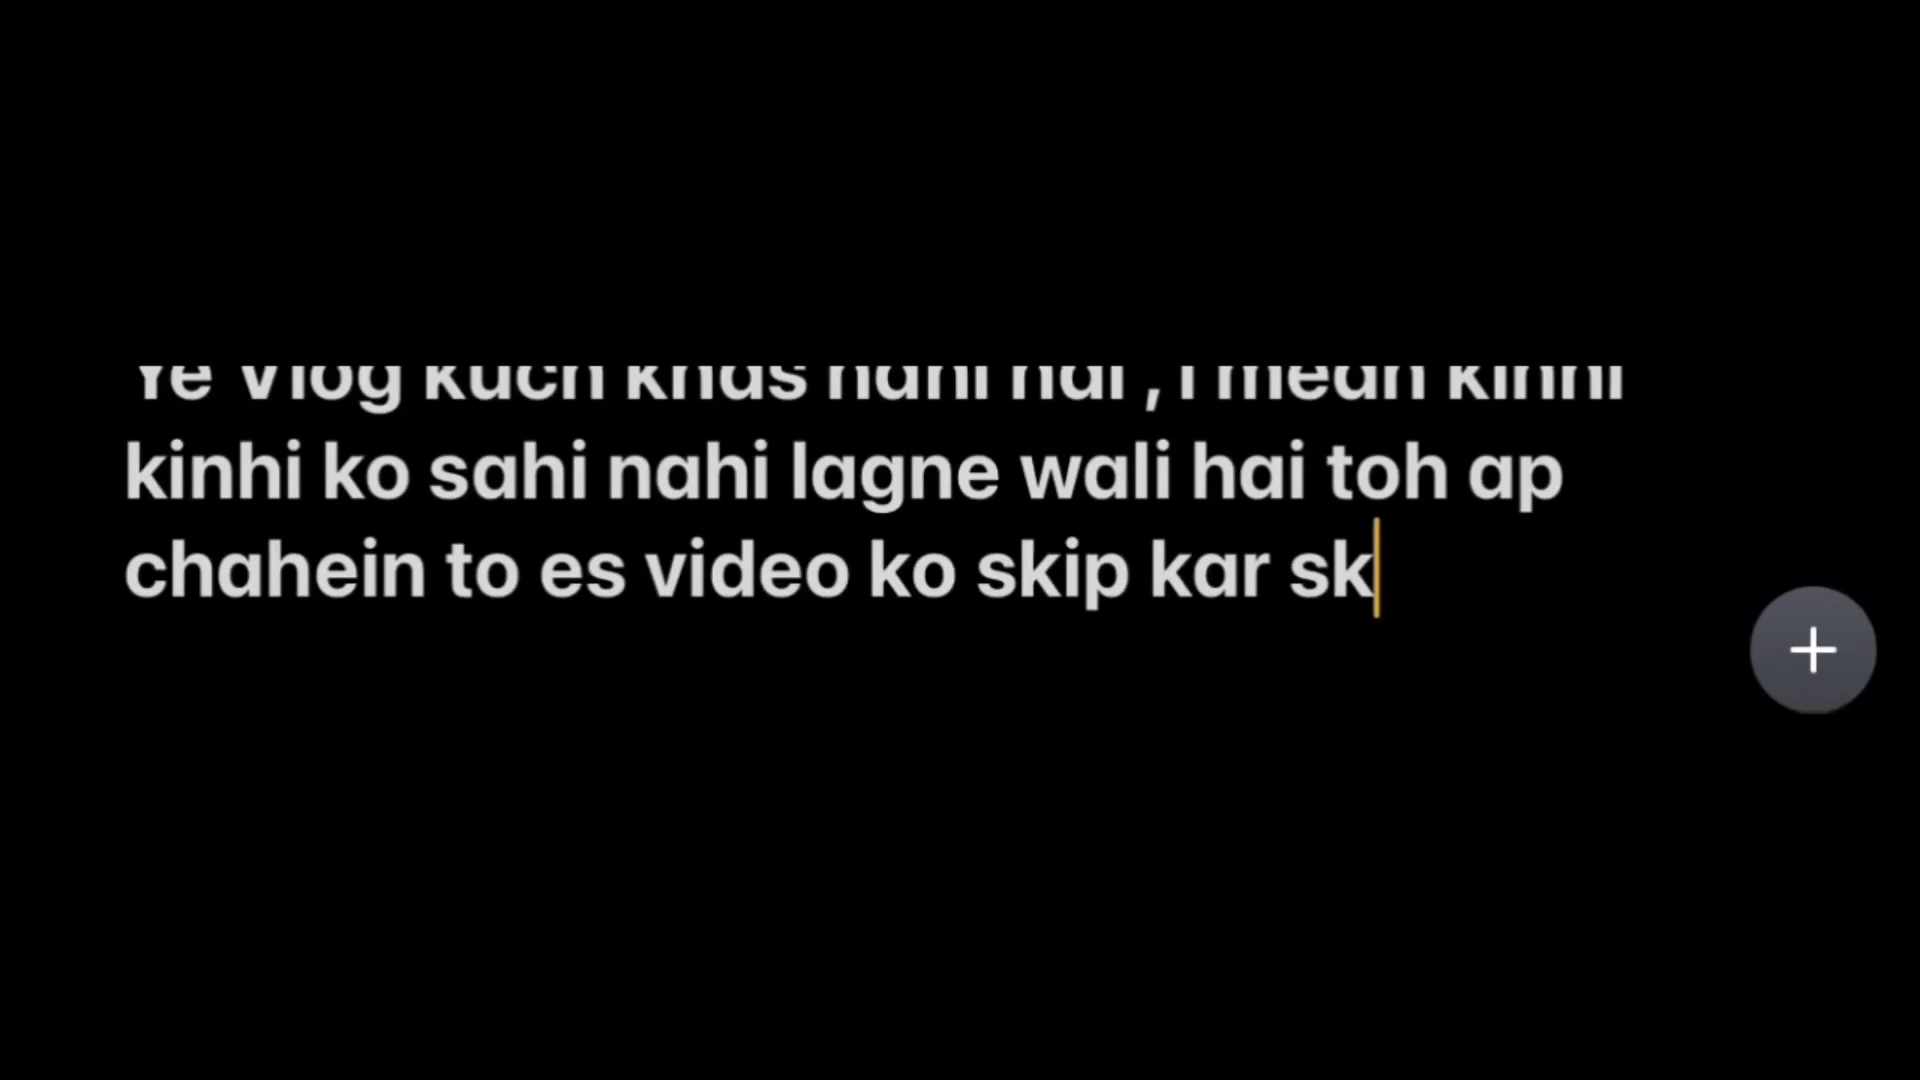 Ye Vlog kuch khas nahi hai , I mean kinhi
kinhi ko sahi nahi lagne wali hai toh ap
chahein to es video ko skip kar sk